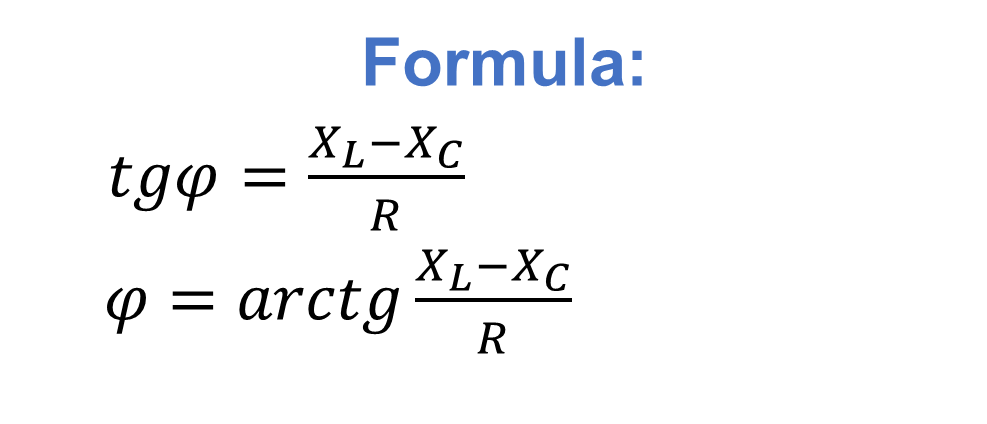 Formula:
tgφ = (X_L − X_C) / R
φ = arctg (X_L − X_C) / R